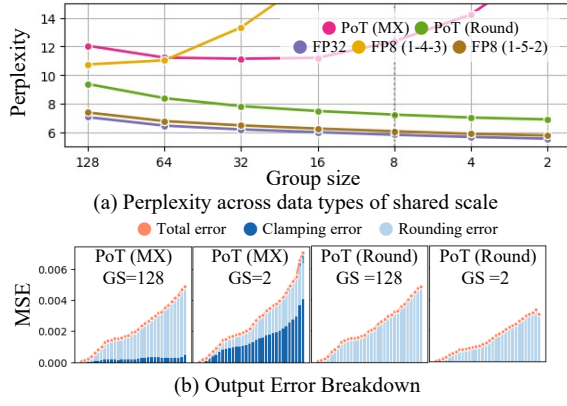 14
12
10
8
6
Perplexity
PoT (MX) PoT (Round)
FP32 FP8 (1-4-3) FP8 (1-5-2)
128 64 32 16 8 4 2
Group size
(a) Perplexity across data types of shared scale
Total error Clamping error Rounding error
PoT (MX) PoT (MX) PoT (Round) PoT (Round)
GS=128 GS=2 GS =128 GS =2
0.006
0.004
0.002
0.000
MSE
(b) Output Error Breakdown